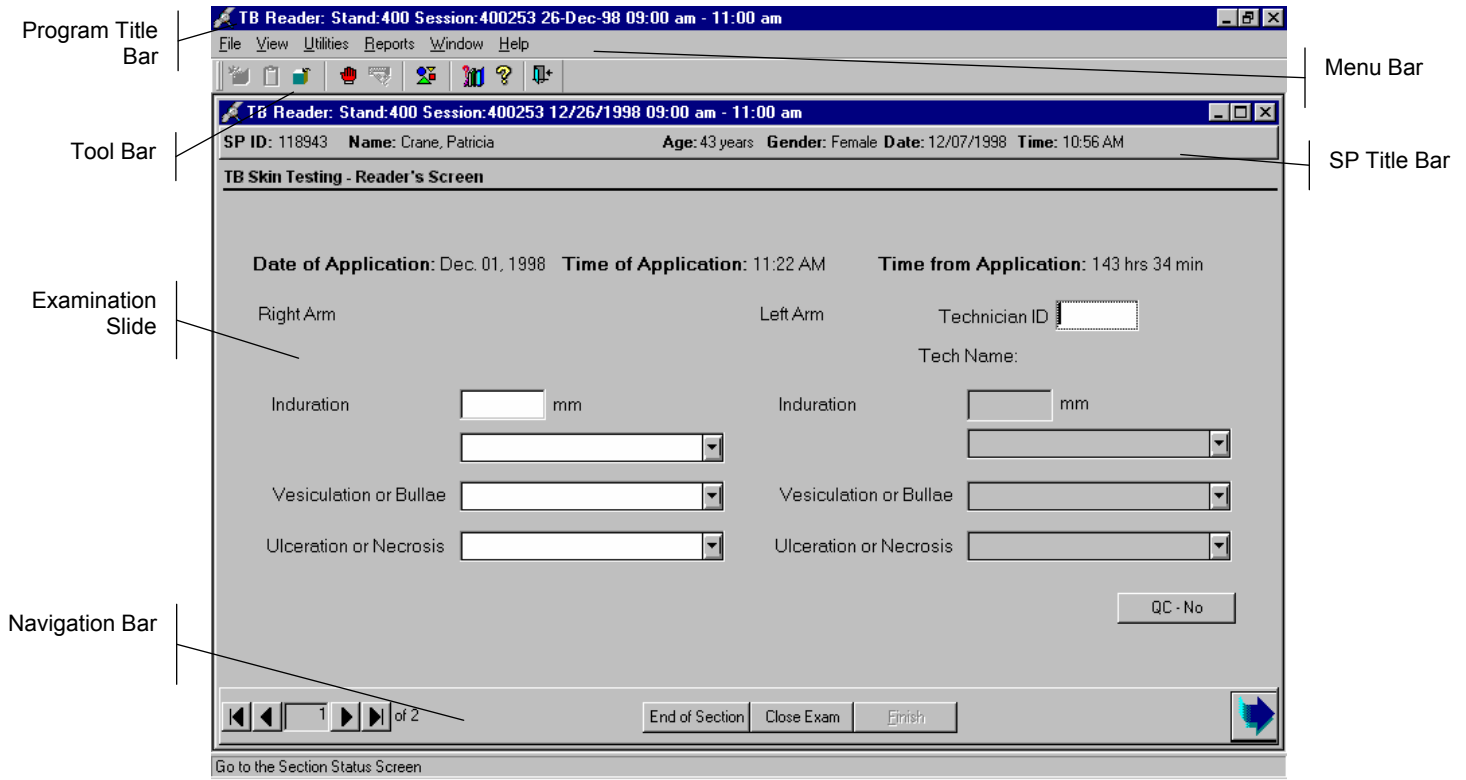 Program Title
Bar
TB Reader: Stand:400 Session:400253 26-Dec-98 09:00 am - 11:00 am
File View Utilities Reports Window Help
Menu Bar
Tool Bar
TB Reader: Stand:400 Session:400253 12/26/1998 09:00 am - 11:00 am
SP ID: 118943 Name: Crane, Patricia Age: 43 years Gender: Female Date: 12/07/1998 Time: 10:56 AM
SP Title Bar
TB Skin Testing - Reader's Screen
Date of Application: Dec. 01, 1998 Time of Application: 11:22 AM Time from Application: 143 hrs 34 min
Examination
Slide
Right Arm Left Arm Technician ID
Tech Name:
Induration mm Induration mm
Vesiculation or Bullae Vesiculation or Bullae
Ulceration or Necrosis Ulceration or Necrosis
QC - No
Navigation Bar
1 of 2 End of Section Close Exam Finish
Go to the Section Status Screen